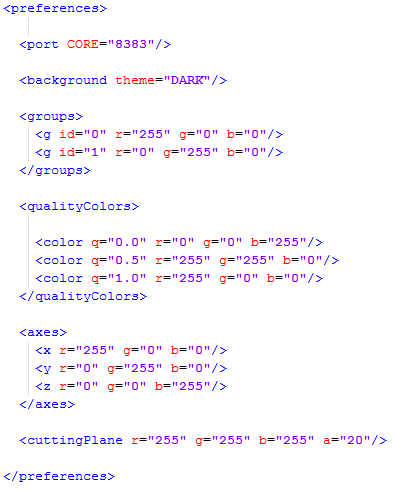 <preferences>
<port CORE="8383"/>
<background theme="DARK"/>
<groups>
<g id="0" r="255" g="0" b="0"/>
<g id="1" r="0" g="255" b="0"/>
</groups>
<qualityColors>
<color q="0.0" r="0" g="0" b="255"/>
<color q="0.5" r="255" g="255" b="0"/>
<color q="1.0" r="255" g="0" b="0"/>
</qualityColors>
<axes>
<x r="255" g="0" b="0"/>
<y r="0" g="255" b="0"/>
<z r="0" g="0" b="255"/>
</axes>
<cuttingPlane r="255" g="255" b="255" a="20"/>
</preferences>